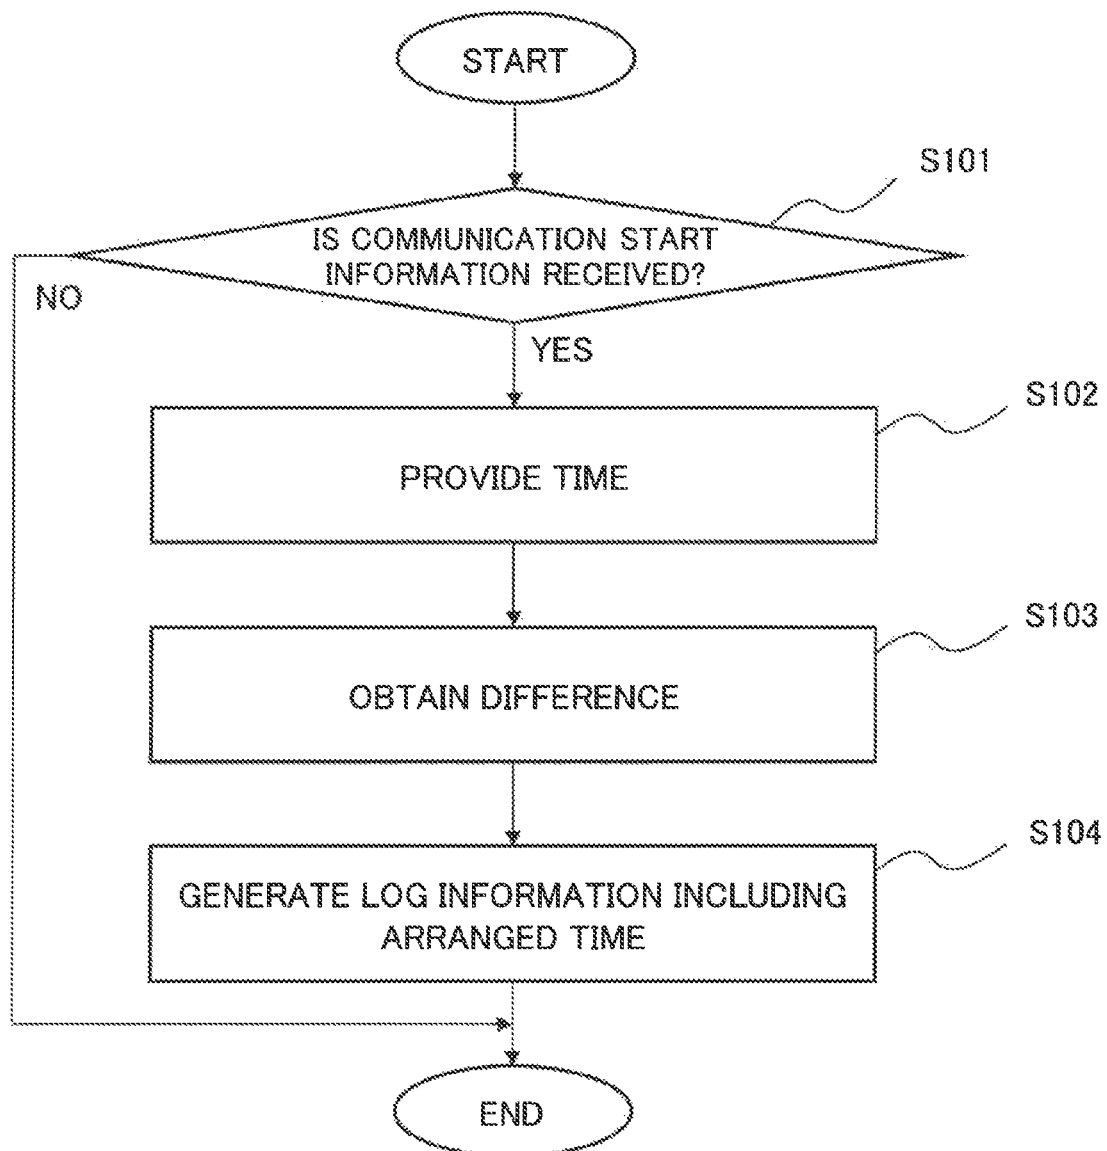 START
S101
IS COMMUNICATION START
INFORMATION RECEIVED?
NO
YES
S102
PROVIDE TIME
S103
OBTAIN DIFFERENCE
S104
GENERATE LOG INFORMATION INCLUDING
ARRANGED TIME
END